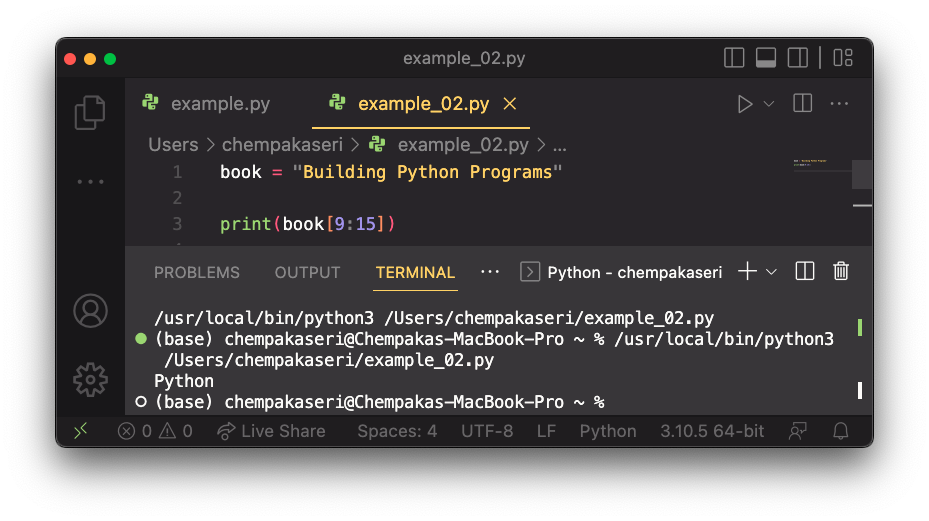 example_02.py
example.py example_02.py
Users > chempakaseri > example_02.py > ...
1 book = "Building Python Programs"
2
3 print(book[9:15])
PROBLEMS OUTPUT TERMINAL ... Python - chempakaseri
/usr/local/bin/python3 /Users/chempakaseri/example_02.py
(base) chempakaseri@Chempakas-MacBook-Pro ~ % /usr/local/bin/python3
/Users/chempakaseri/example_02.py
Python
(base) chempakaseri@Chempakas-MacBook-Pro ~ %
0 0 Live Share Spaces: 4 UTF-8 LF Python 3.10.5 64-bit